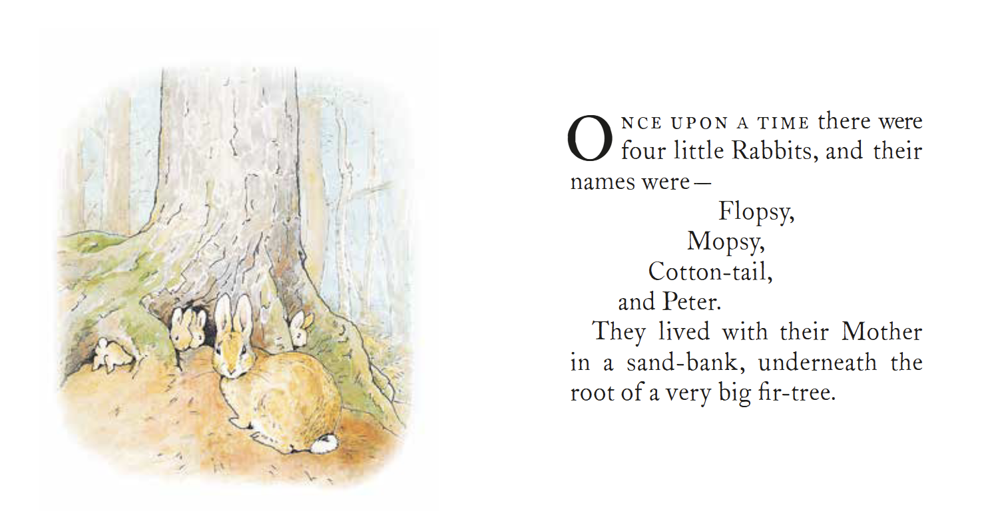 ONCE UPON A TIME there were
four little Rabbits, and their
names were—
Flopsy,
Mopsy,
Cotton-tail,
and Peter.
They lived with their Mother
in a sand-bank, underneath the
root of a very big fir-tree.